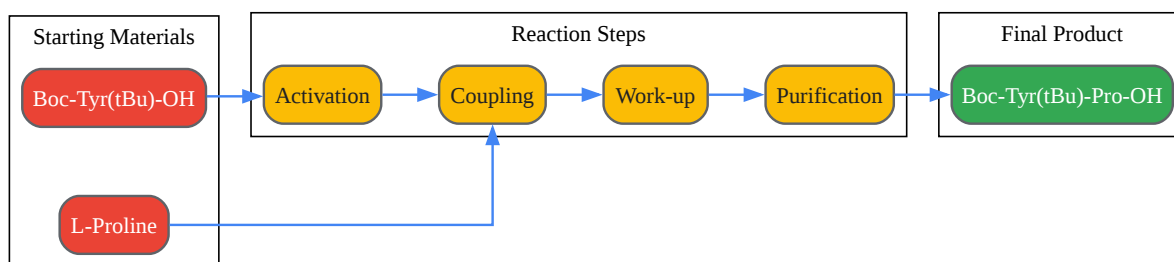 Starting Materials
Reaction Steps
Final Product
Boc-Tyr(tBu)-OH
Activation
Coupling
Work-up
Purification
Boc-Tyr(tBu)-Pro-OH
L-Proline